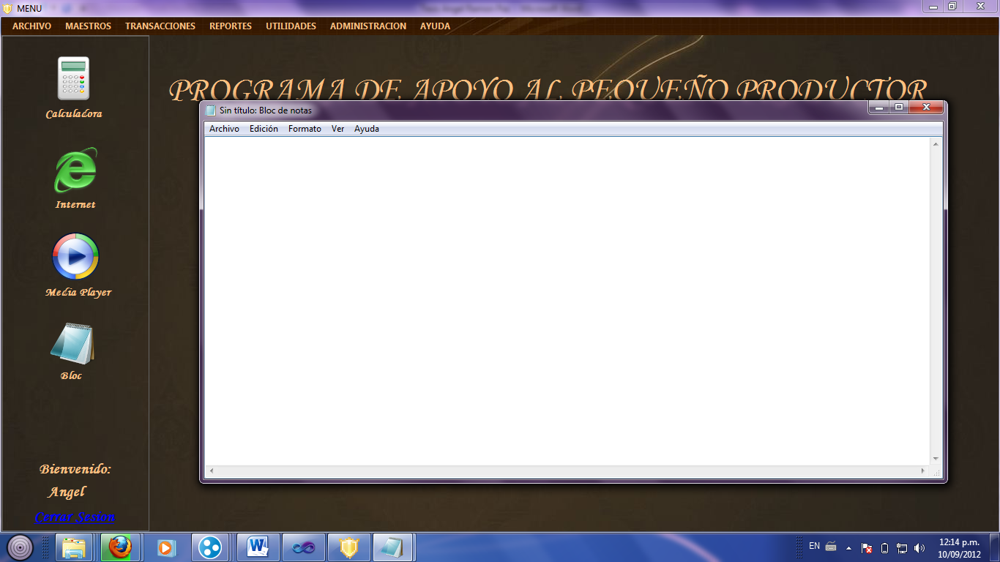 MENU
ARCHIVO MAESTROS TRANSACCIONES REPORTES UTILIDADES ADMINISTRACION AYUDA
PROGRAMA DE APOYO AL PEQUEÑO PRODUCTOR
Calculadora
Internet
Media Player
Bloc
Bienvenido:
Angel
Cerrar Sesion
Sin título: Bloc de notas
Archivo Edición Formato Ver Ayuda
EN
12:14 p.m.
10/09/2012